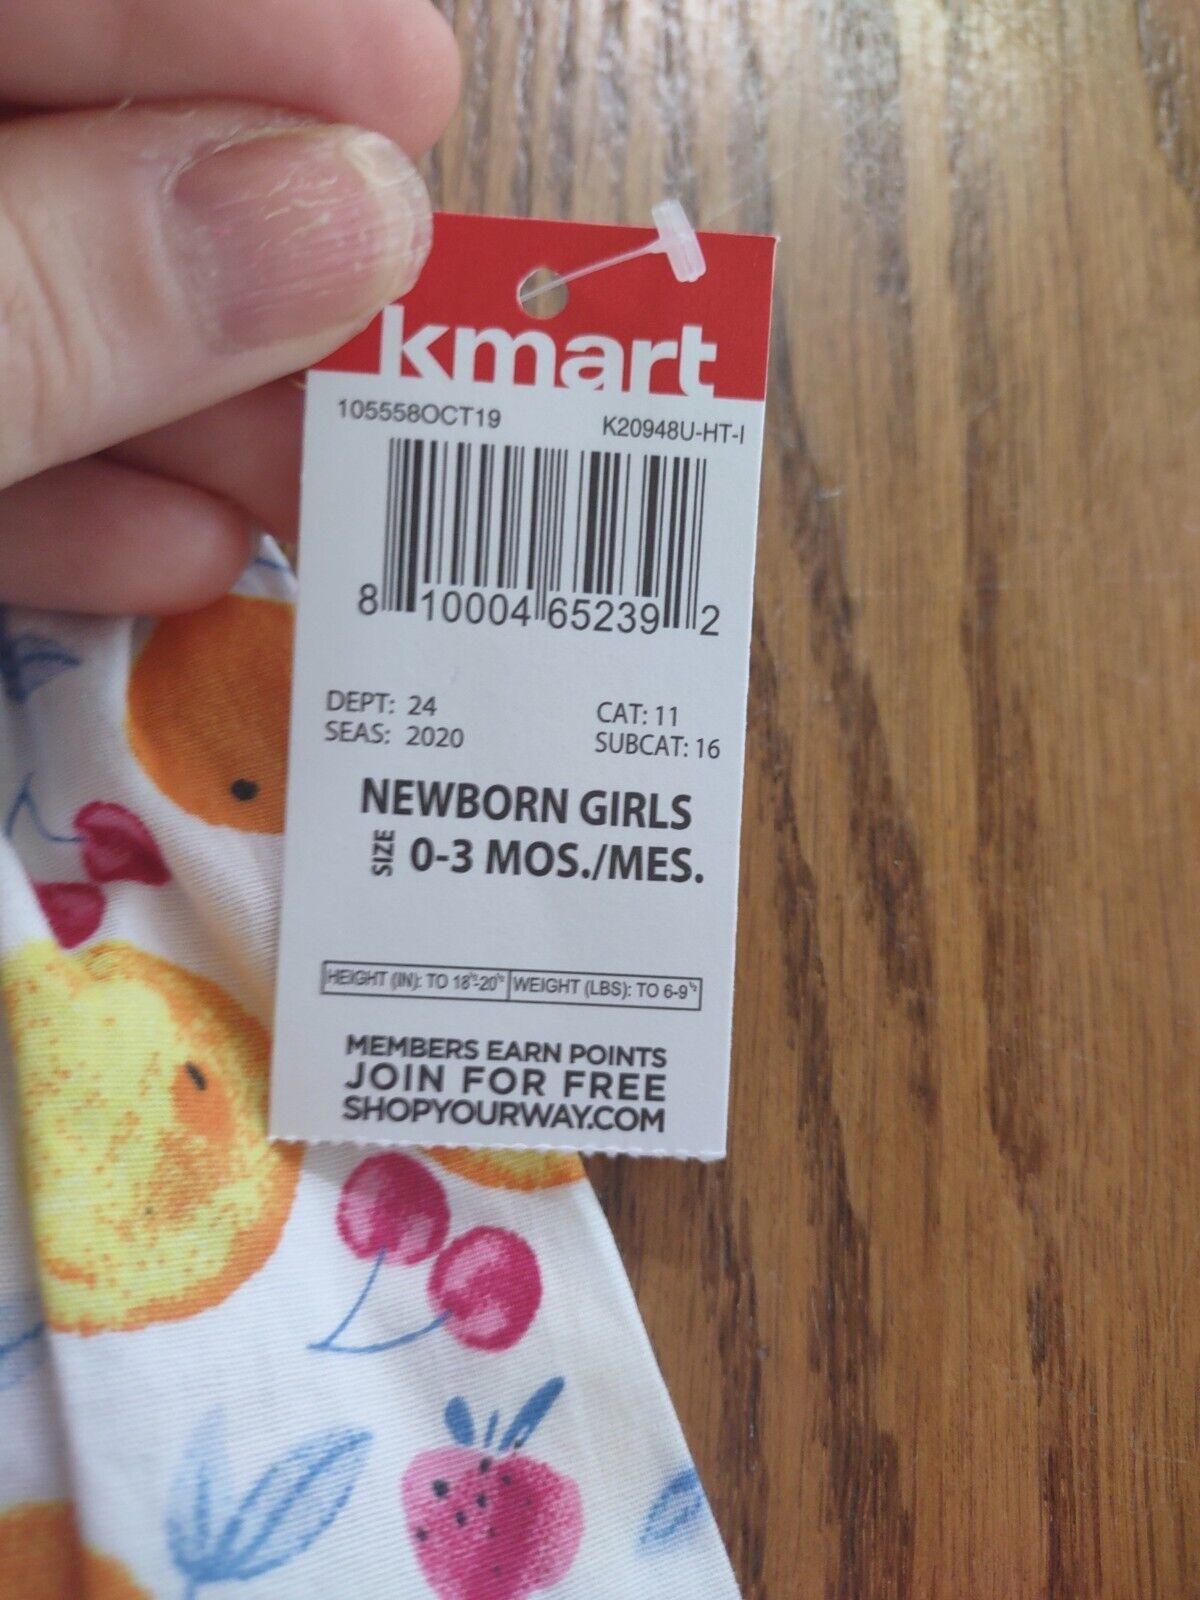 kmart
105558OCT19 K20948U-HT-I
8 10004 65239 2
DEPT: 24 CAT: 11
SEAS: 2020 SUBCAT: 16
NEWBORN GIRLS
SIZE 0-3 MOS./MES.
HEIGHT (IN): TO 18½-20½ WEIGHT (LBS): TO 6-9½
MEMBERS EARN POINTS
JOIN FOR FREE
SHOPYOURWAY.COM